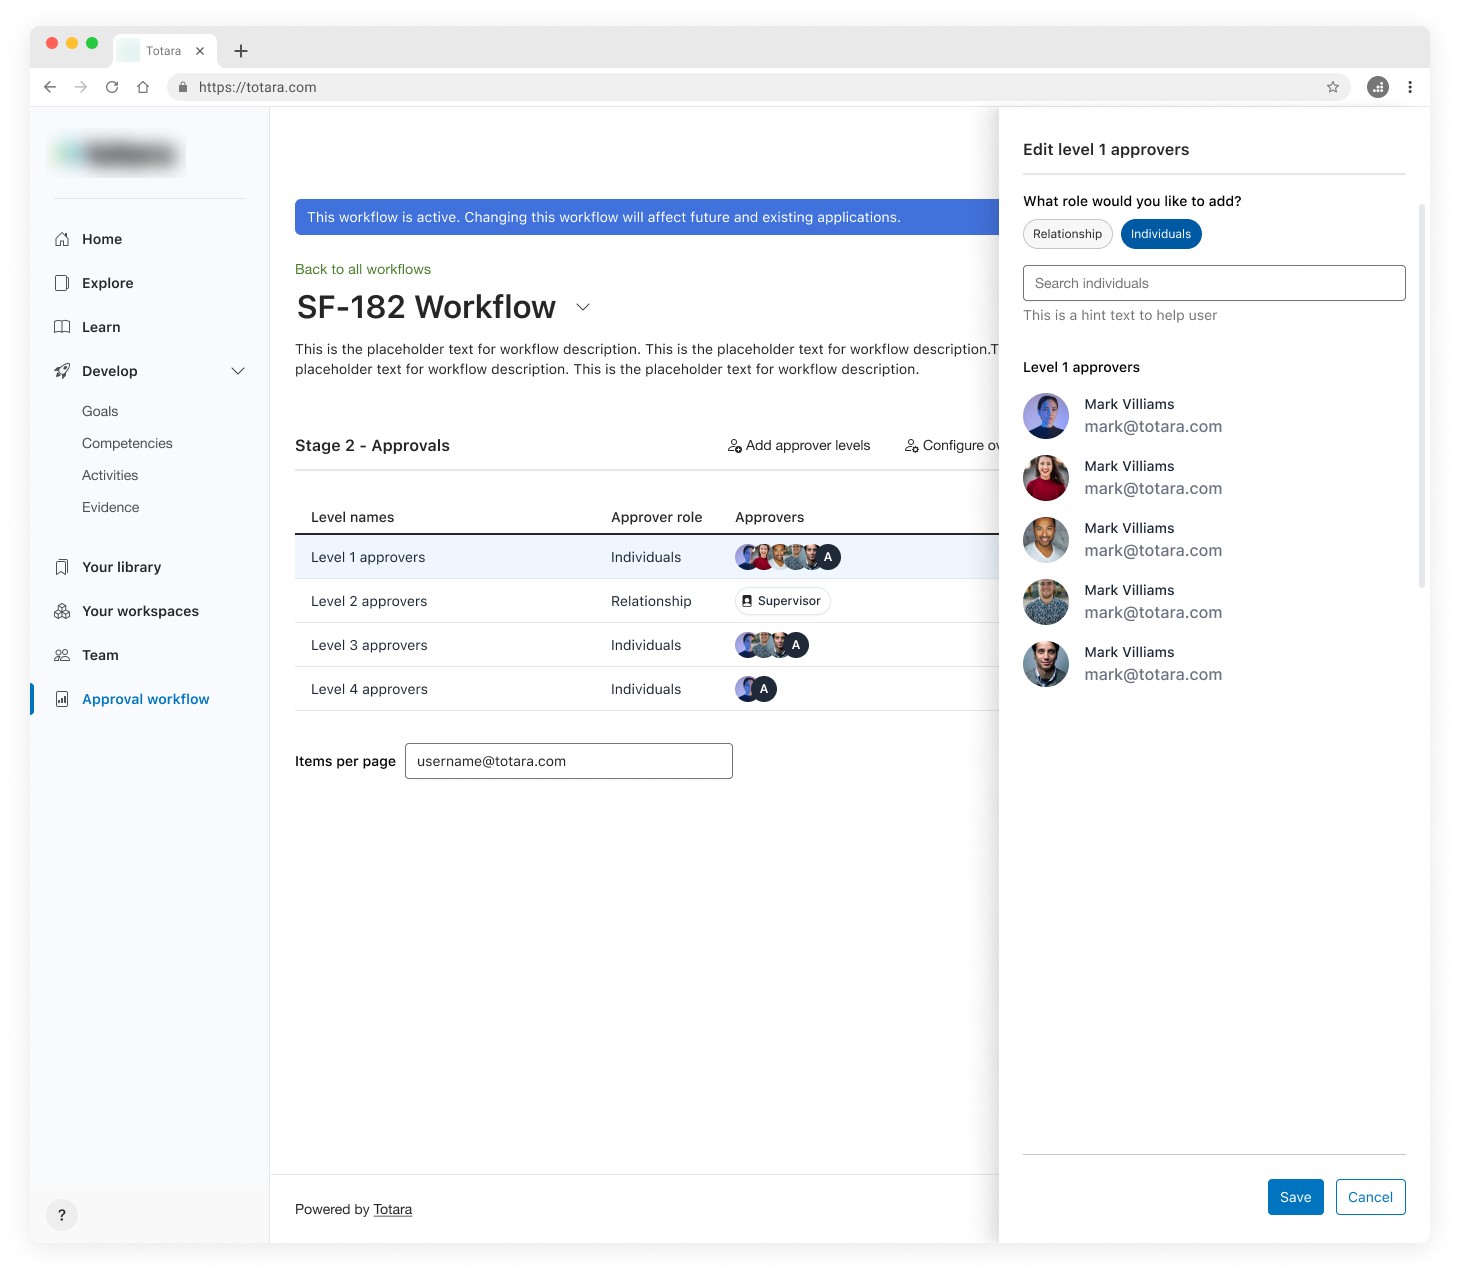 Totara
https://totara.com
Home
Explore
Learn
Develop
Goals
Competencies
Activities
Evidence
Your library
Your workspaces
Team
Approval workflow
?
This workflow is active. Changing this workflow will affect future and existing applications.
Back to all workflows
SF-182 Workflow
This is the placeholder text for workflow description. This is the placeholder text for workflow description.T
placeholder text for workflow description. This is the placeholder text for workflow description.
Stage 2 - Approvals
Add approver levels
Configure ov
Level names Approver role Approvers
Level 1 approvers Individuals A
Level 2 approvers Relationship Supervisor
Level 3 approvers Individuals A
Level 4 approvers Individuals A
Items per page username@totara.com
Powered by Totara
Edit level 1 approvers
What role would you like to add?
Relationship Individuals
Search individuals
This is a hint text to help user
Level 1 approvers
Mark Villiams
mark@totara.com
Mark Villiams
mark@totara.com
Mark Villiams
mark@totara.com
Mark Villiams
mark@totara.com
Mark Villiams
mark@totara.com
Save Cancel